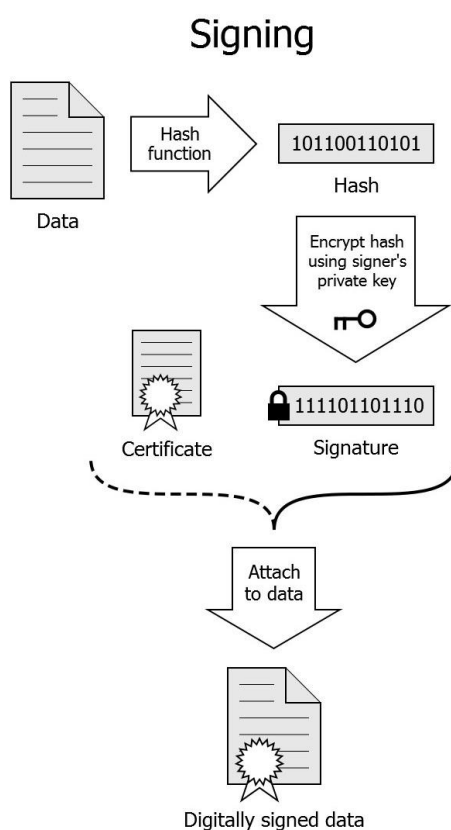 Signing
Hash
function
101100110101
Hash
Data
Encrypt hash
using signer's
private key
111101101110
Certificate
Signature
Attach
to data
Digitally signed data